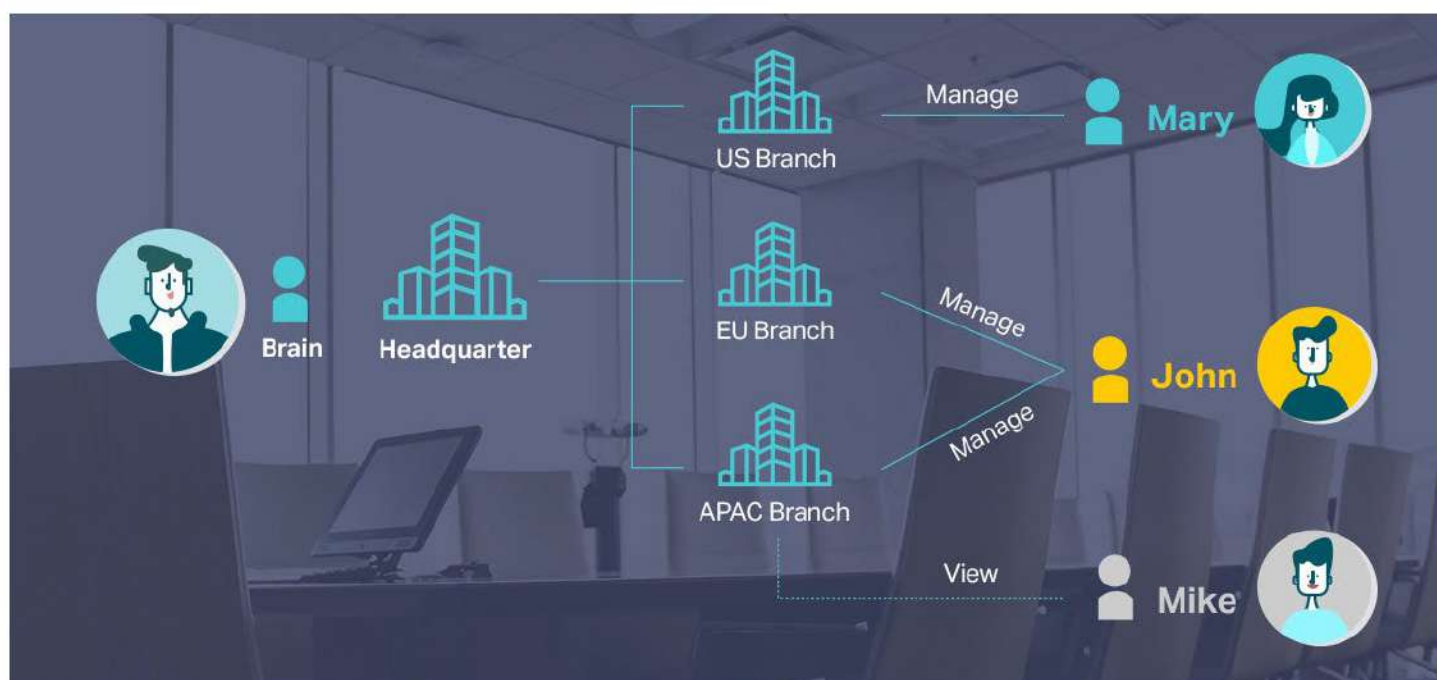 US Branch
Manage
Mary
Brain
Headquarter
EU Branch
Manage
John
Manage
APAC Branch
View
Mike